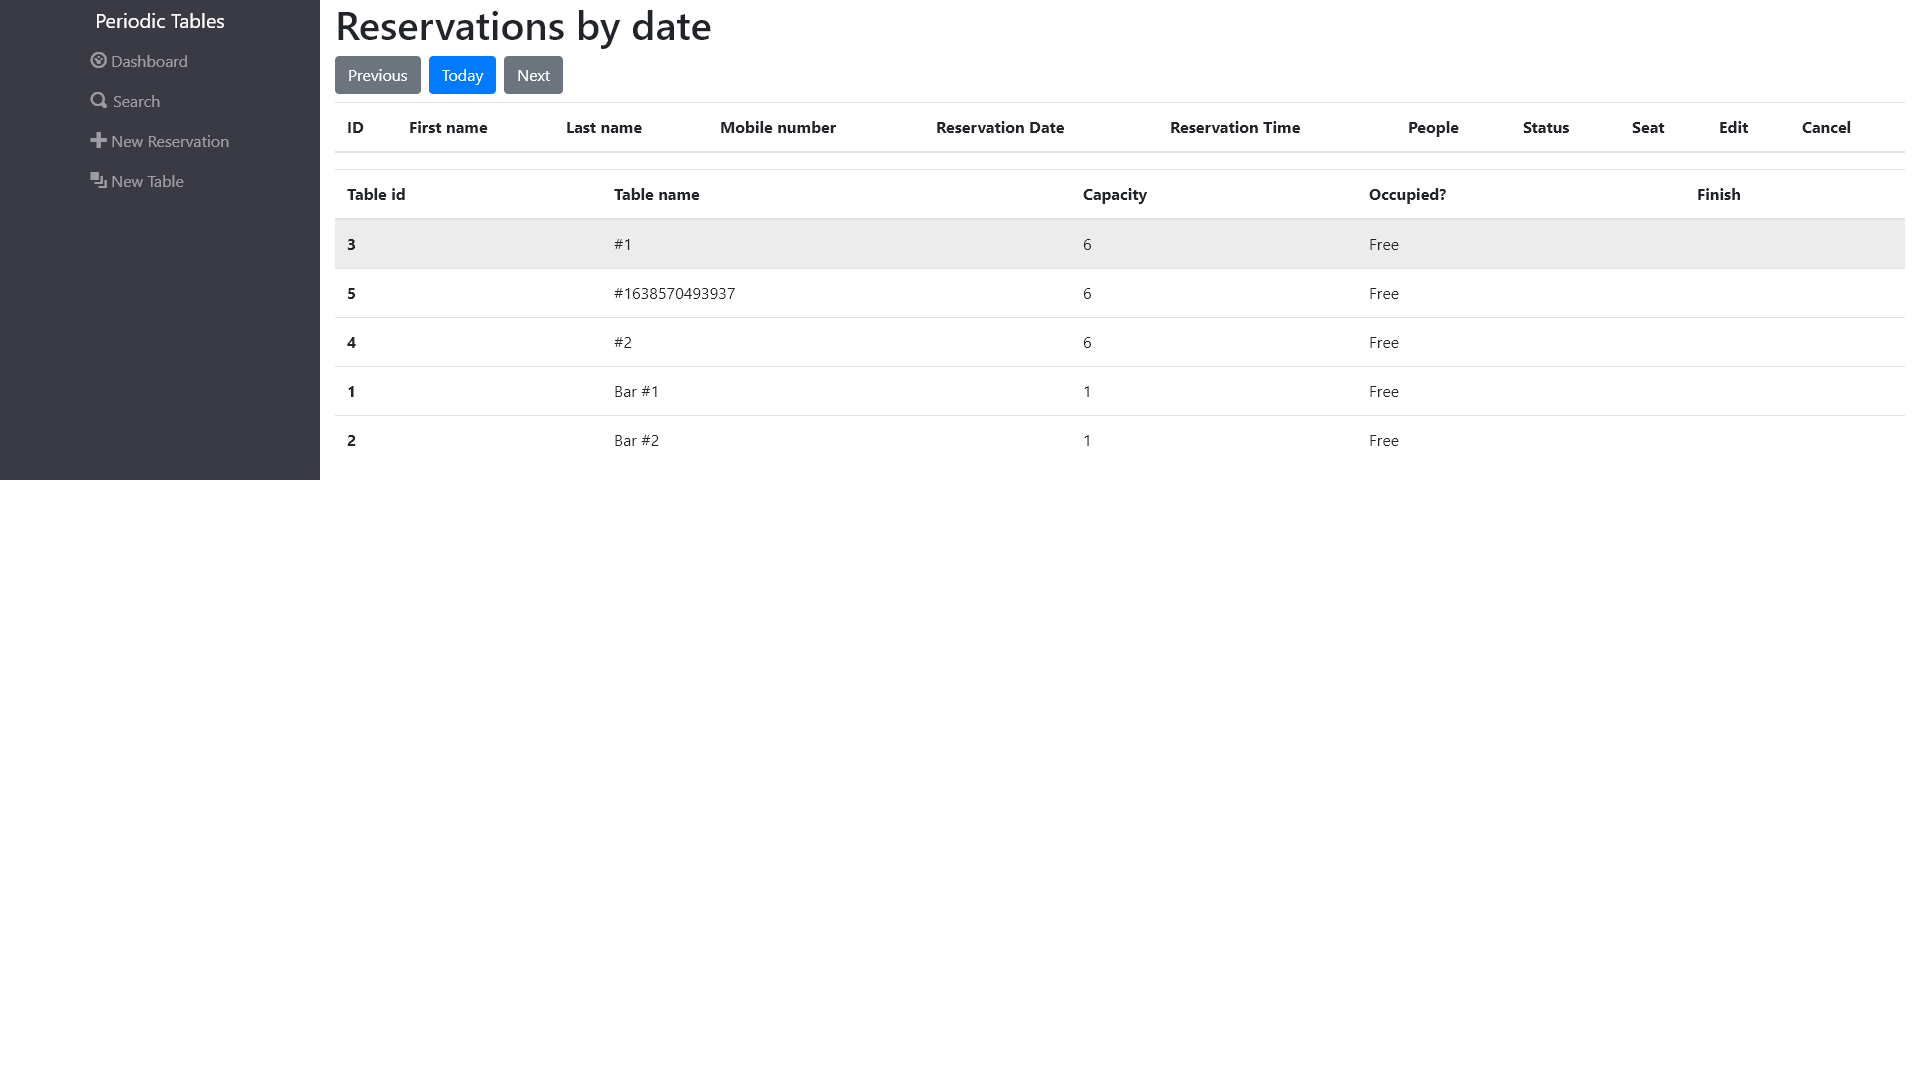 Periodic Tables
Dashboard
Search
New Reservation
New Table
Reservations by date
Previous Today Next
ID First name Last name Mobile number Reservation Date Reservation Time People Status Seat Edit Cancel
Table id Table name Capacity Occupied? Finish
3 #1 6 Free
5 #1638570493937 6 Free
4 #2 6 Free
1 Bar #1 1 Free
2 Bar #2 1 Free